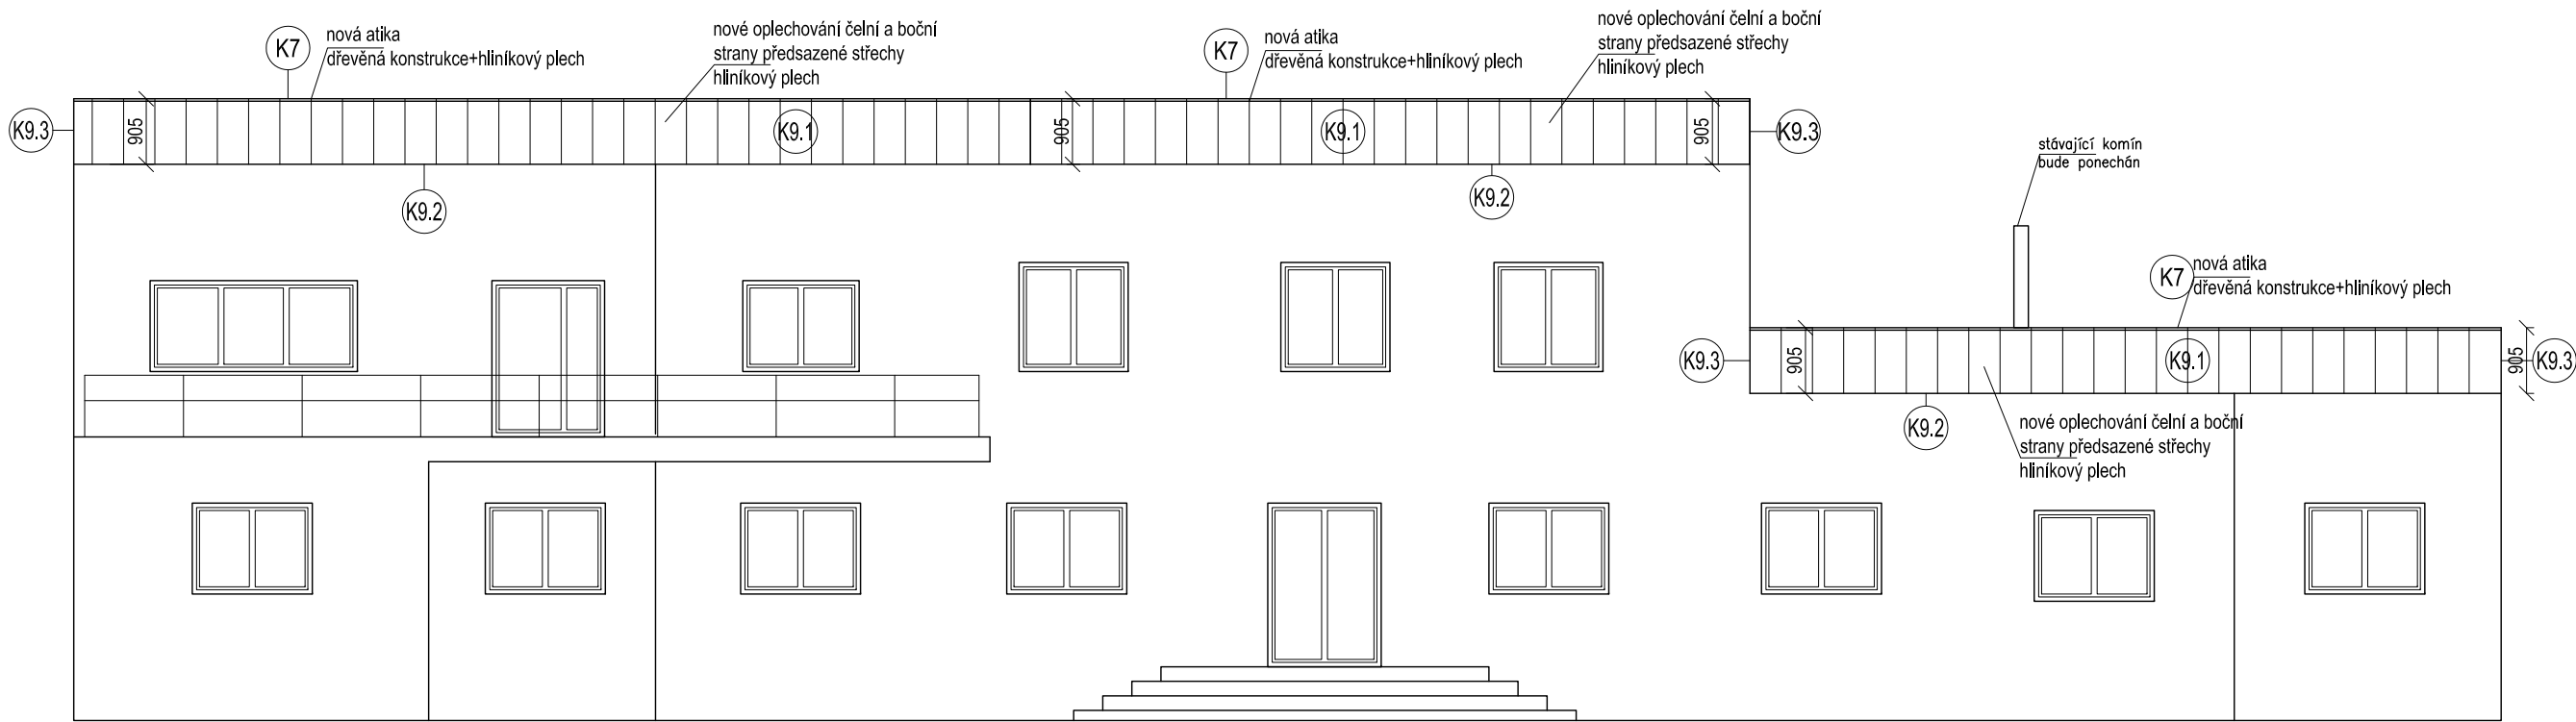 K7
nová atika
dřevěná konstrukce+hliníkový plech
nové oplechování čelní a boční
strany předsazené střechy
hliníkový plech
K7
nová atika
dřevěná konstrukce+hliníkový plech
nové oplechování čelní a boční
strany předsazené střechy
hliníkový plech
K9.3
905
K9.1
905
K9.1
905
K9.3
K9.2
K9.2
stávající komín
bude ponechán
K7
nová atika
dřevěná konstrukce+hliníkový plech
K9.3
905
K9.1
905
K9.3
K9.2
nové oplechování čelní a boční
strany předsazené střechy
hliníkový plech